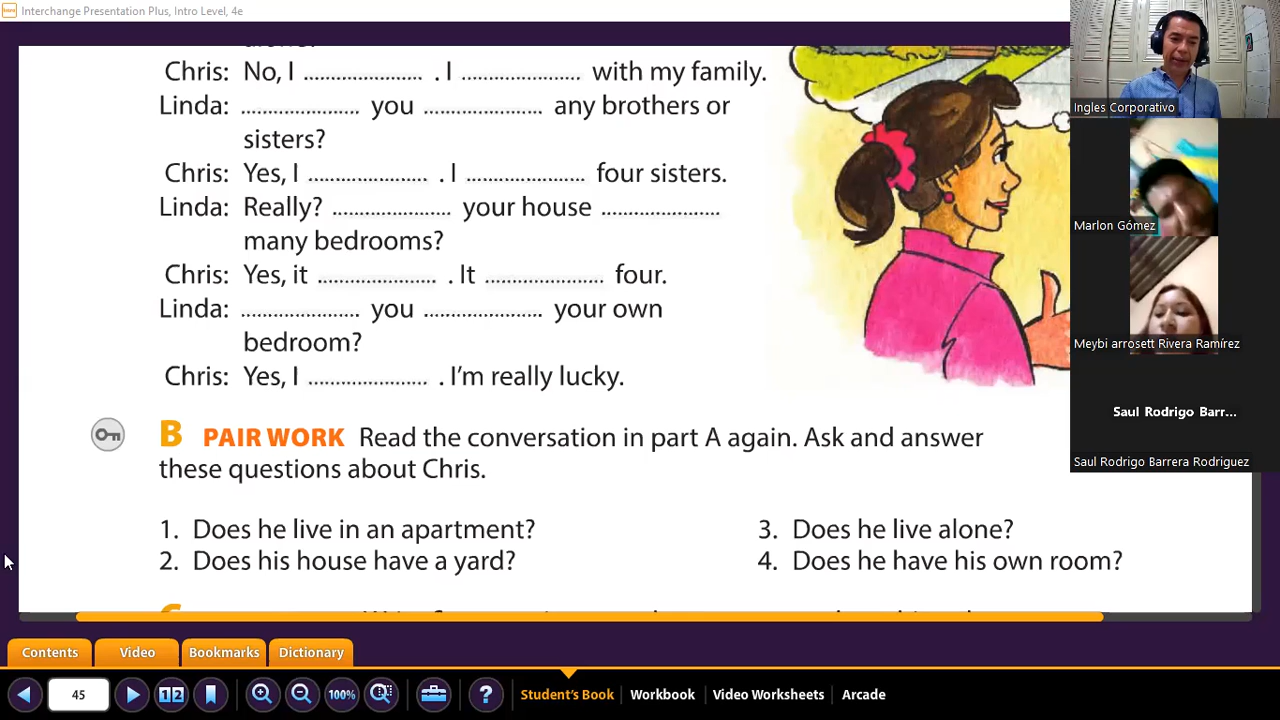 Interchange Presentation Plus, Intro Level, 4e
Chris: No, I .................... . I .................... with my family.
Linda: .................... you .................... any brothers or
sisters?
Chris: Yes, I .................... . I .................... four sisters.
Linda: Really? .................... your house ....................
many bedrooms?
Chris: Yes, it .................... . It .................... four.
Linda: .................... you .................... your own
bedroom?
Chris: Yes, I .................... . I'm really lucky.
B PAIR WORK Read the conversation in part A again. Ask and answer
these questions about Chris.
1. Does he live in an apartment?
2. Does his house have a yard?
3. Does he live alone?
4. Does he have his own room?
Ingles Corporativo
Marlon Gómez
Meybi arrosett Rivera Ramírez
Saul Rodrigo Barr...
Saul Rodrigo Barrera Rodriguez
Contents Video Bookmarks Dictionary
45 1 2 100% ? Student's Book Workbook Video Worksheets Arcade